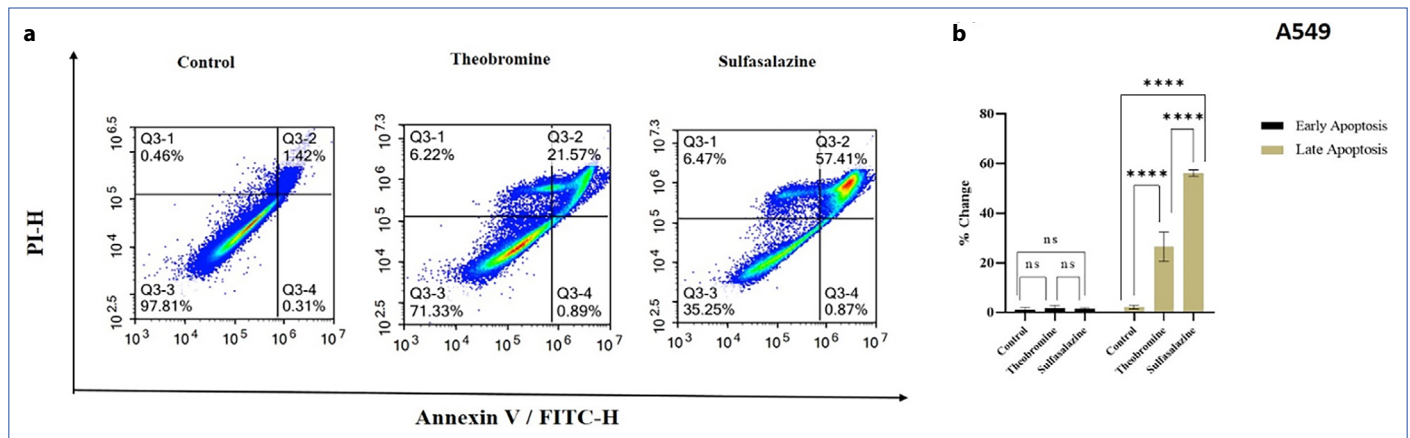 a
Control
Theobromine
Sulfasalazine
PI-H
Q3-1
0.46%
Q3-2
1.42%
Q3-3
97.81%
Q3-4
0.31%
10^6.5
10^5
10^4
10^2.5
10^3 10^4 10^5 10^6 10^7
Q3-1
6.22%
Q3-2
21.57%
Q3-3
71.33%
Q3-4
0.89%
10^7.3
10^6
10^5
10^4
10^2.5
10^3 10^4 10^5 10^6 10^7
Q3-1
6.47%
Q3-2
57.41%
Q3-3
35.25%
Q3-4
0.87%
10^7.3
10^6
10^5
10^4
10^2.5
10^3 10^4 10^5 10^6 10^7
Annexin V / FITC-H
b
A549
% Change
80
60
40
20
0
ns
ns ns
****
****
****
Control
Theobromine
Sulfasalazine
Control
Theobromine
Sulfasalazine
Early Apoptosis
Late Apoptosis